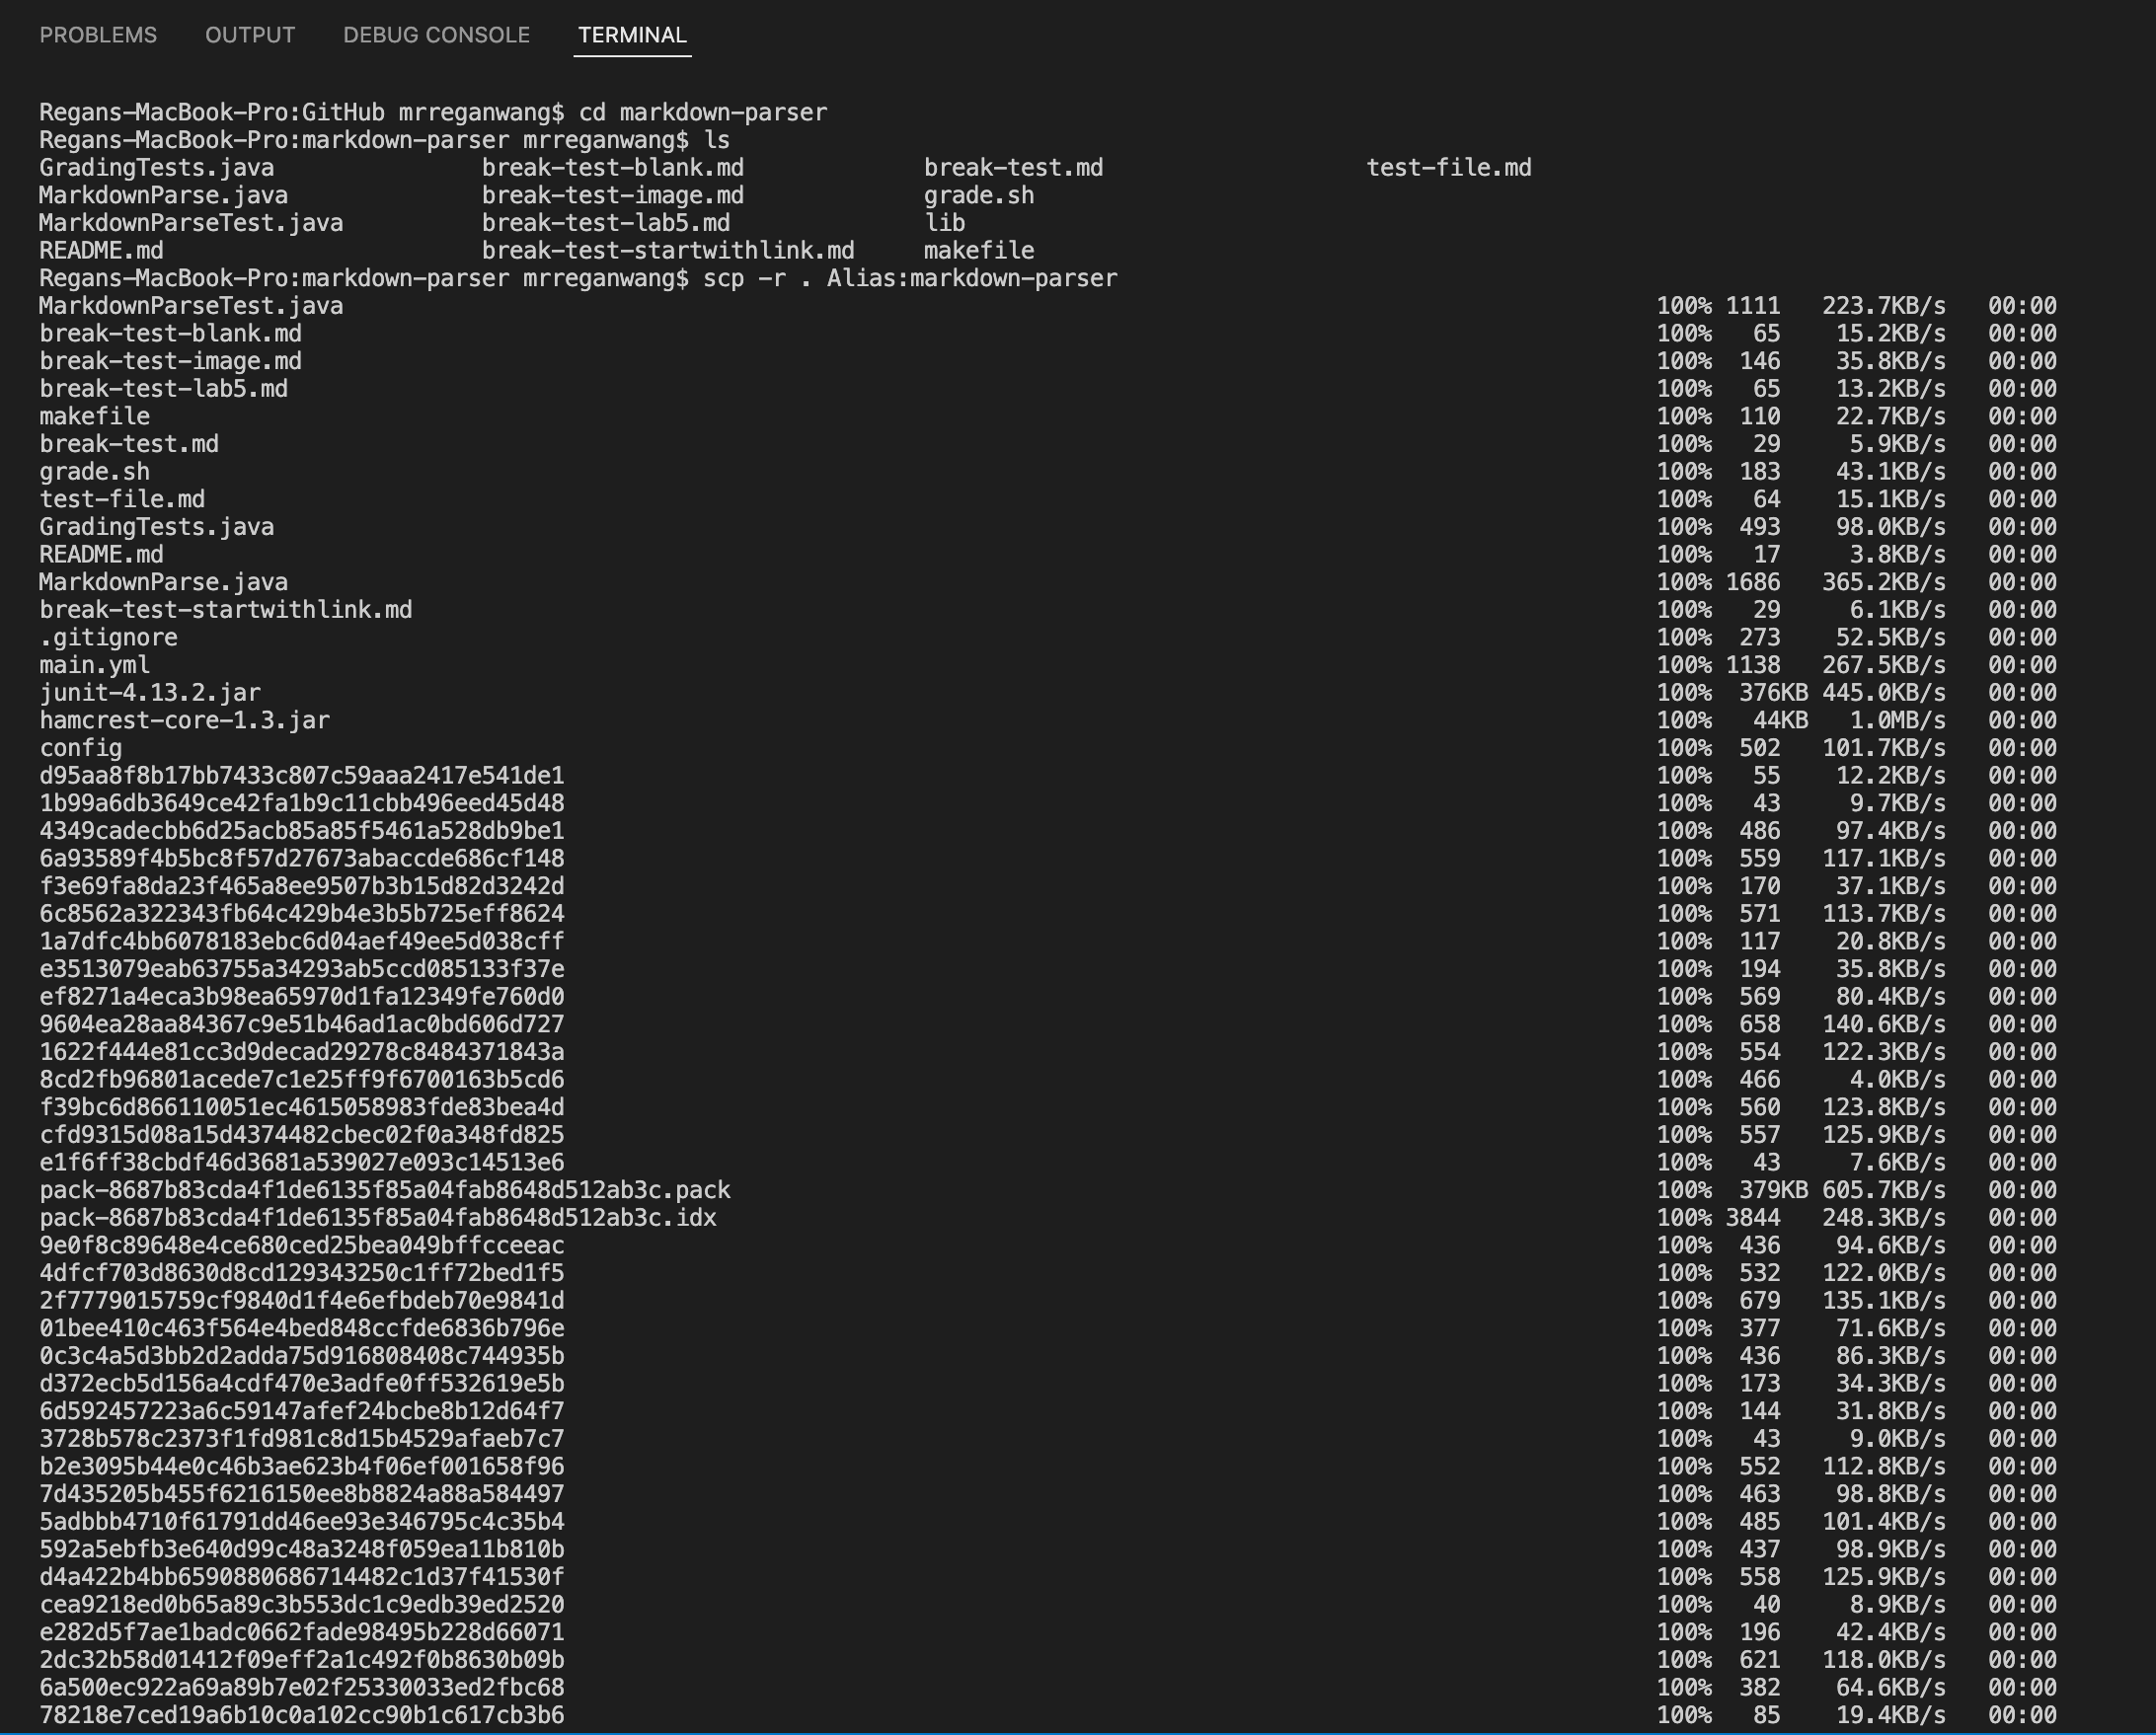 PROBLEMS OUTPUT DEBUG CONSOLE TERMINAL
Regans-MacBook-Pro:GitHub mrreganwang$ cd markdown-parser
Regans-MacBook-Pro:markdown-parser mrreganwang$ ls
GradingTests.java break-test-blank.md break-test.md test-file.md
MarkdownParse.java break-test-image.md grade.sh
MarkdownParseTest.java break-test-lab5.md lib
README.md break-test-startwithlink.md makefile
Regans-MacBook-Pro:markdown-parser mrreganwang$ scp -r . Alias:markdown-parser
MarkdownParseTest.java 100% 1111 223.7KB/s 00:00
break-test-blank.md 100% 65 15.2KB/s 00:00
break-test-image.md 100% 146 35.8KB/s 00:00
break-test-lab5.md 100% 65 13.2KB/s 00:00
makefile 100% 110 22.7KB/s 00:00
break-test.md 100% 29 5.9KB/s 00:00
grade.sh 100% 183 43.1KB/s 00:00
test-file.md 100% 64 15.1KB/s 00:00
GradingTests.java 100% 493 98.0KB/s 00:00
README.md 100% 17 3.8KB/s 00:00
MarkdownParse.java 100% 1686 365.2KB/s 00:00
break-test-startwithlink.md 100% 29 6.1KB/s 00:00
.gitignore 100% 273 52.5KB/s 00:00
main.yml 100% 1138 267.5KB/s 00:00
junit-4.13.2.jar 100% 376KB 445.0KB/s 00:00
hamcrest-core-1.3.jar 100% 44KB 1.0MB/s 00:00
config 100% 502 101.7KB/s 00:00
d95aa8f8b17bb7433c807c59aaa2417e541de1 100% 55 12.2KB/s 00:00
1b99a6db3649ce42fa1b9c11cbb496eed45d48 100% 43 9.7KB/s 00:00
4349cadecbb6d25acb85a85f5461a528db9be1 100% 486 97.4KB/s 00:00
6a93589f4b5bc8f57d27673abaccde686cf148 100% 559 117.1KB/s 00:00
f3e69fa8da23f465a8ee9507b3b15d82d3242d 100% 170 37.1KB/s 00:00
6c8562a322343fb64c429b4e3b5b725eff8624 100% 571 113.7KB/s 00:00
1a7dfc4bb6078183ebc6d04aef49ee5d038cff 100% 117 20.8KB/s 00:00
e3513079eab63755a34293ab5ccd085133f37e 100% 194 35.8KB/s 00:00
ef8271a4eca3b98ea65970d1fa12349fe760d0 100% 569 80.4KB/s 00:00
9604ea28aa84367c9e51b46ad1ac0bd606d727 100% 658 140.6KB/s 00:00
1622f444e81cc3d9decad29278c8484371843a 100% 554 122.3KB/s 00:00
8cd2fb96801acede7c1e25ff9f6700163b5cd6 100% 466 4.0KB/s 00:00
f39bc6d866110051ec4615058983fde83bea4d 100% 560 123.8KB/s 00:00
cfd9315d08a15d4374482cbec02f0a348fd825 100% 557 125.9KB/s 00:00
e1f6ff38cbdf46d3681a539027e093c14513e6 100% 43 7.6KB/s 00:00
pack-8687b83cda4f1de6135f85a04fab8648d512ab3c.pack 100% 379KB 605.7KB/s 00:00
pack-8687b83cda4f1de6135f85a04fab8648d512ab3c.idx 100% 3844 248.3KB/s 00:00
9e0f8c89648e4ce680ced25bea049bffcceeac 100% 436 94.6KB/s 00:00
4dfcf703d8630d8cd129343250c1ff72bed1f5 100% 532 122.0KB/s 00:00
2f7779015759cf9840d1f4e6efbdeb70e9841d 100% 679 135.1KB/s 00:00
01bee410c463f564e4bed848ccfde6836b796e 100% 377 71.6KB/s 00:00
0c3c4a5d3bb2d2adda75d916808408c744935b 100% 436 86.3KB/s 00:00
d372ecb5d156a4cdf470e3adfe0ff532619e5b 100% 173 34.3KB/s 00:00
6d592457223a6c59147afef24bcbe8b12d64f7 100% 144 31.8KB/s 00:00
3728b578c2373f1fd981c8d15b4529afaeb7c7 100% 43 9.0KB/s 00:00
b2e3095b44e0c46b3ae623b4f06ef001658f96 100% 552 112.8KB/s 00:00
7d435205b455f6216150ee8b8824a88a584497 100% 463 98.8KB/s 00:00
5adbbb4710f61791dd46ee93e346795c4c35b4 100% 485 101.4KB/s 00:00
592a5ebfb3e640d99c48a3248f059ea11b810b 100% 437 98.9KB/s 00:00
d4a422b4bb6590880686714482c1d37f41530f 100% 558 125.9KB/s 00:00
cea9218ed0b65a89c3b553dc1c9edb39ed2520 100% 40 8.9KB/s 00:00
e282d5f7ae1badc0662fade98495b228d66071 100% 196 42.4KB/s 00:00
2dc32b58d01412f09eff2a1c492f0b8630b09b 100% 621 118.0KB/s 00:00
6a500ec922a69a89b7e02f25330033ed2fbc68 100% 382 64.6KB/s 00:00
78218e7ced19a6b10c0a102cc90b1c617cb3b6 100% 85 19.4KB/s 00:00